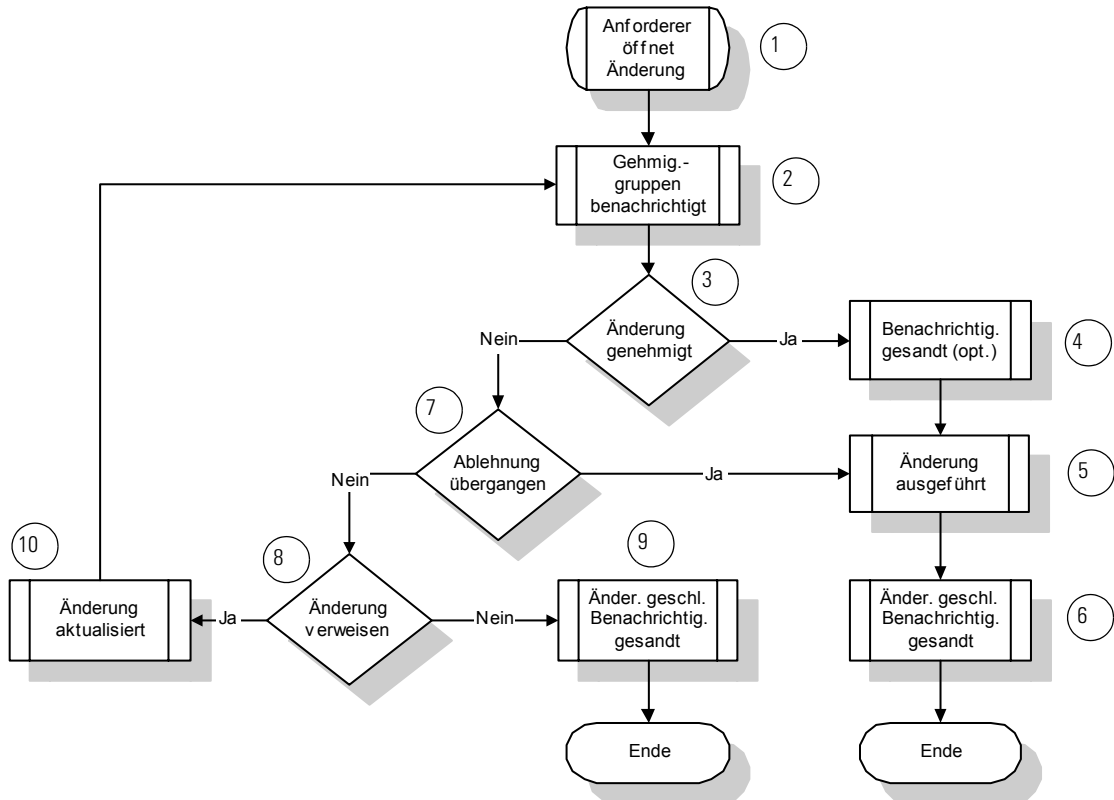 Anforderer
öffnet
Änderung
1
Gehmig.-
gruppen
benachrichtigt
2
3
Änderung
genehmigt
Nein
Ja
Benachrichtig.
gesandt (opt.)
4
7
Ablehnung
übergangen
Nein
Ja
Änderung
ausgeführt
5
10
Änderung
aktualisiert
Ja
8
Änderung
verweisen
Nein
9
Änder. geschl.
Benachrichtig.
gesandt
Änder. geschl.
Benachrichtig.
gesandt
6
Ende
Ende